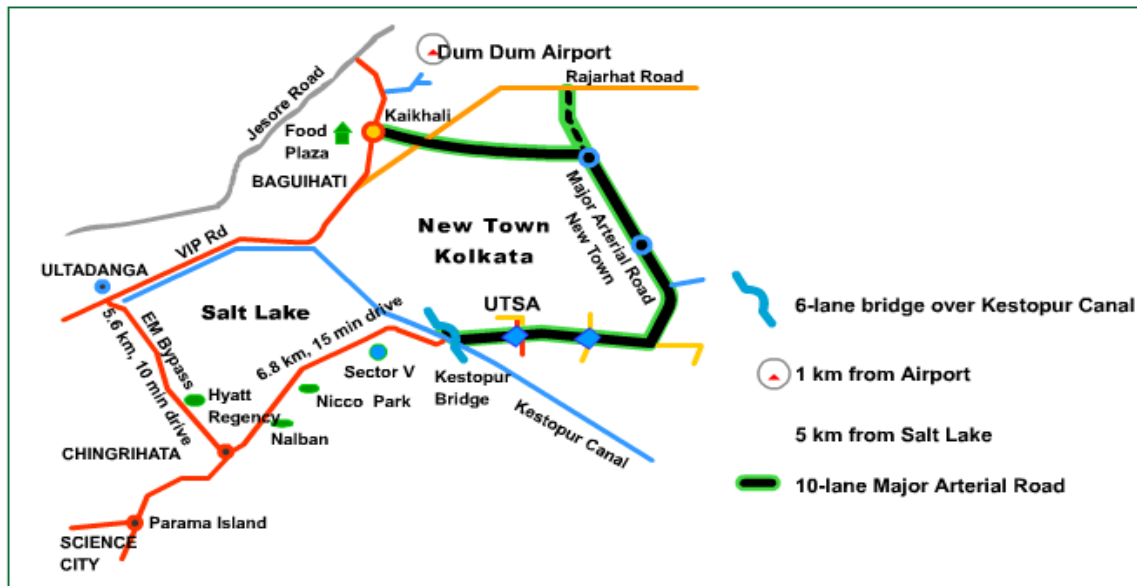 Dum Dum Airport
Rajarhat Road
Jesore Road
Kaikhali
Food
Plaza
BAGUIHATI
Major Arterial Road
New Town
New Town
Kolkata
VIP Rd
ULTADANGA
Salt Lake
UTSA
6-lane bridge over Kestopur Canal
EM Bypass
5.6 km, 10 min drive
6.8 km, 15 min drive
Sector V
Kestopur
Bridge
1 km from Airport
Hyatt
Regency
Nicco Park
Nalban
Kestopur Canal
5 km from Salt Lake
CHINGRIHATA
10-lane Major Arterial Road
Parama Island
SCIENCE
CITY